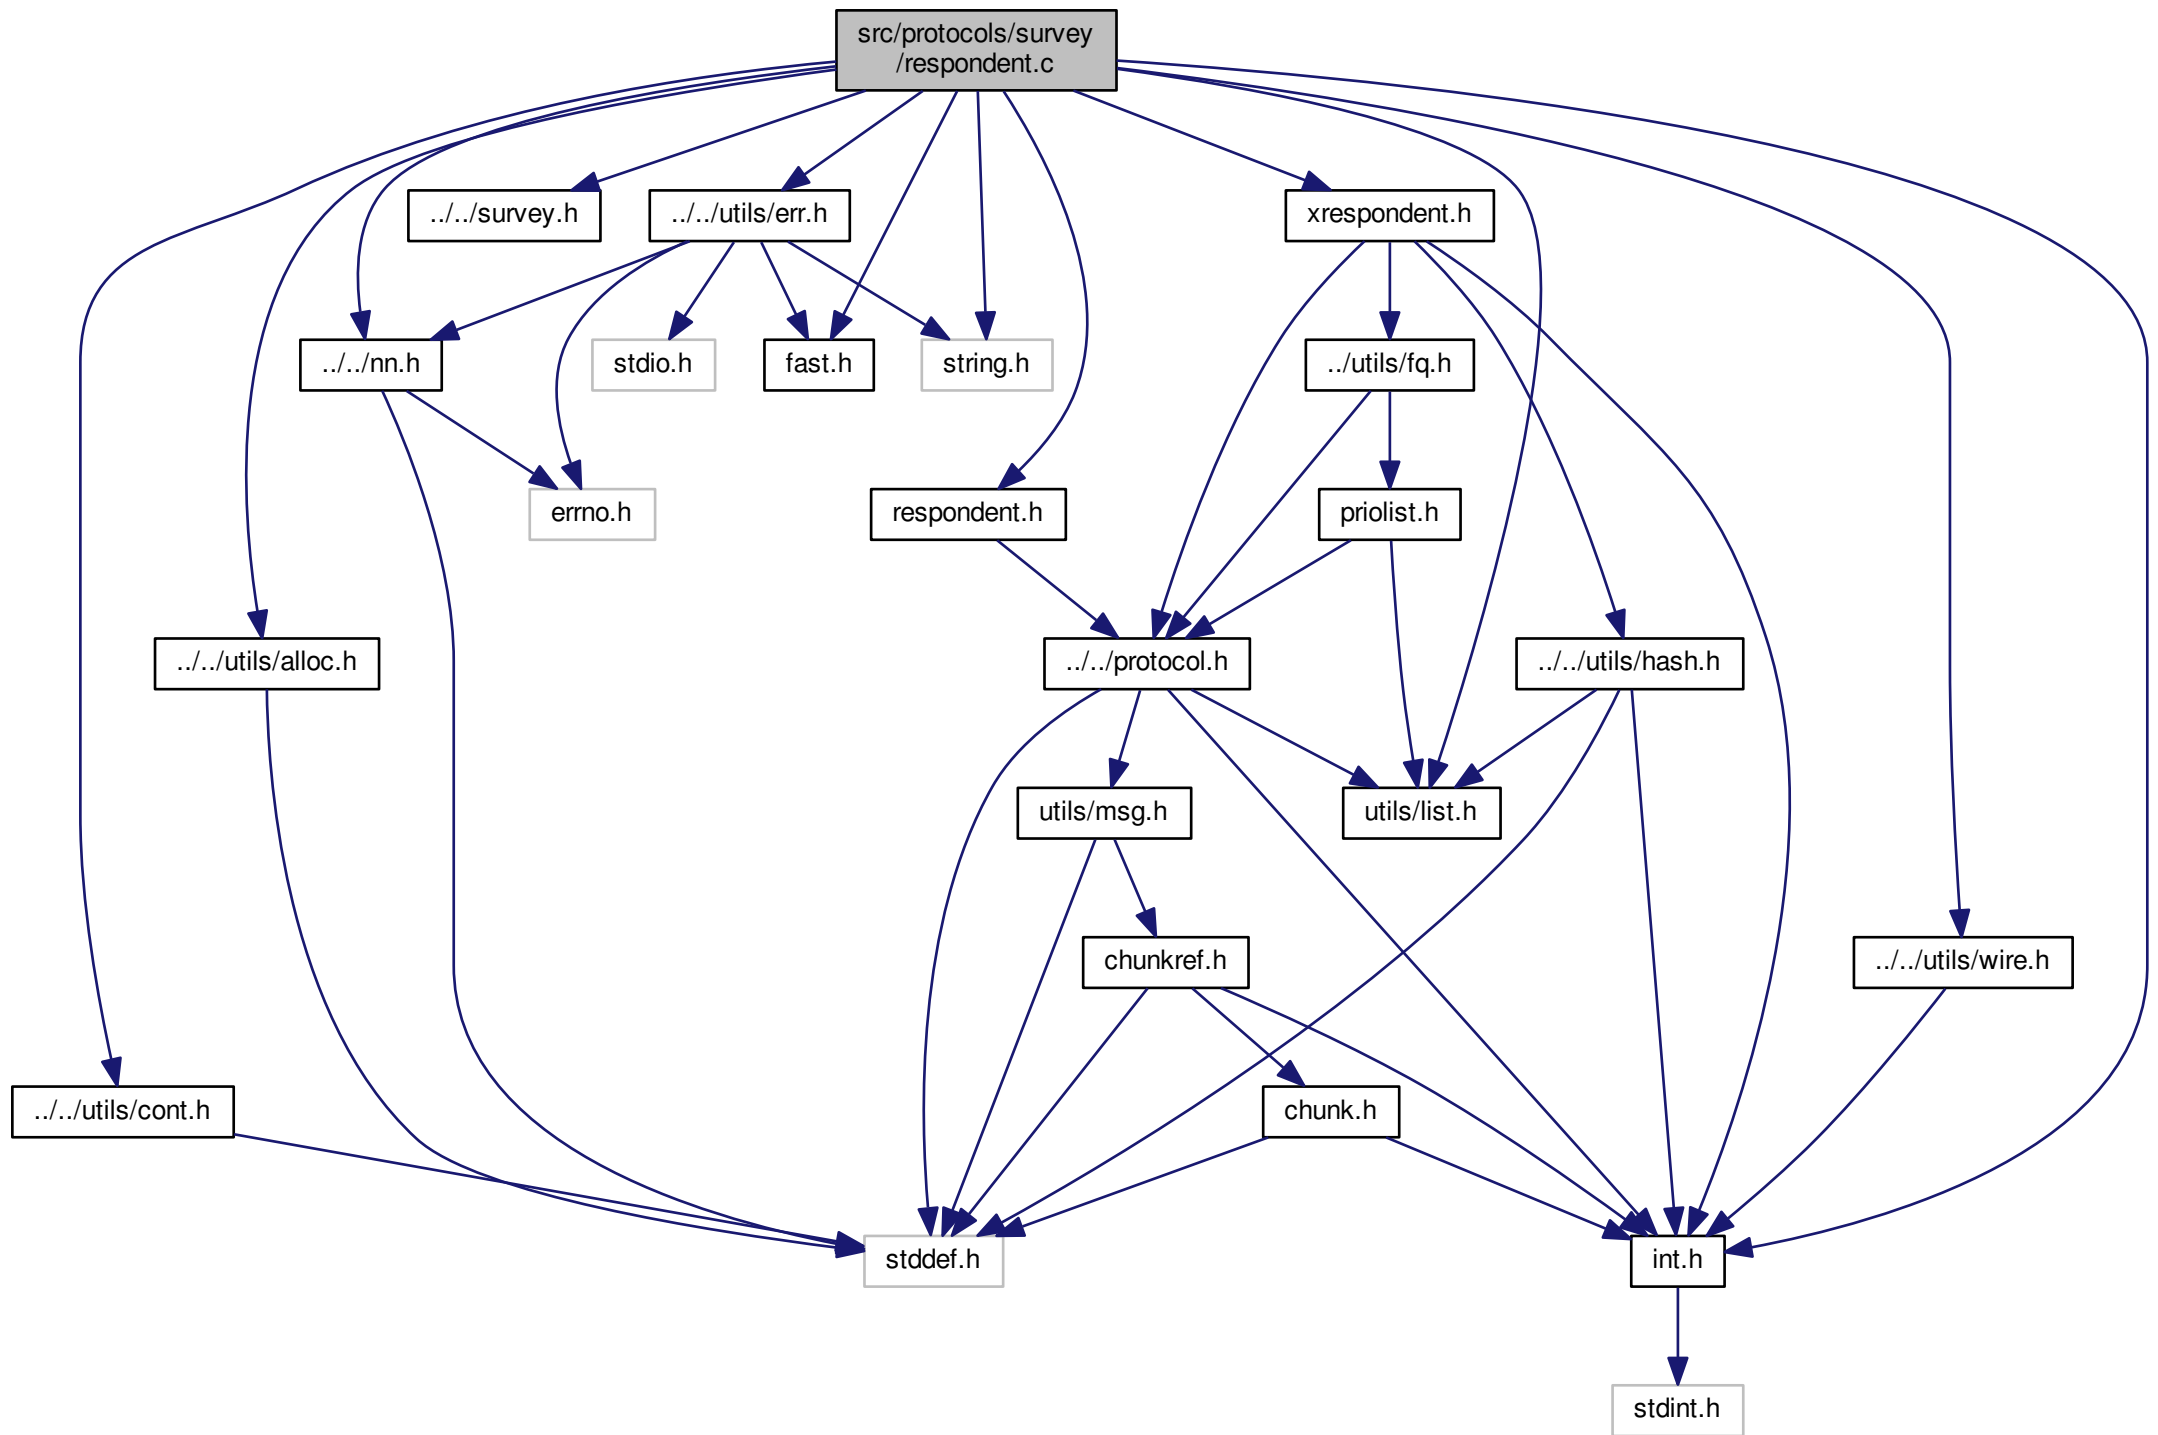 src/protocols/survey
/respondent.c
../../survey.h
../../utils/err.h
xrespondent.h
../../nn.h
stdio.h
fast.h
string.h
../utils/fq.h
errno.h
respondent.h
priolist.h
../../utils/alloc.h
../../protocol.h
../../utils/hash.h
utils/msg.h
utils/list.h
chunkref.h
../../utils/wire.h
../../utils/cont.h
chunk.h
stddef.h
int.h
stdint.h